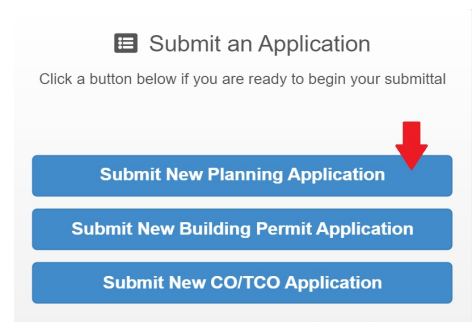 Submit an Application
Click a button below if you are ready to begin your submittal
Submit New Planning Application
Submit New Building Permit Application
Submit New CO/TCO Application